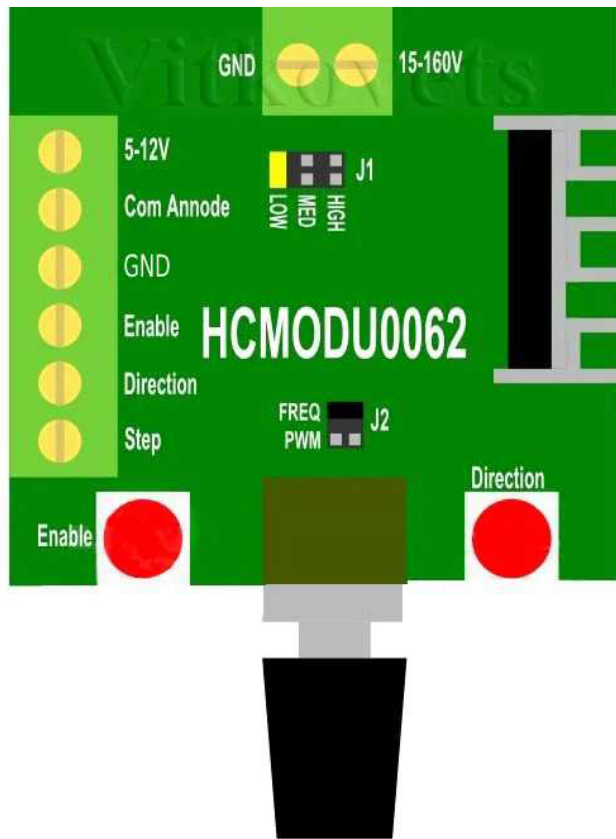 Vitkovets
GND 15-160V
5-12V
Com Annode
GND
Enable
Direction
Step
J1
LOW MED HIGH
HCMODU0062
FREQ
PWM
J2
Enable
Direction